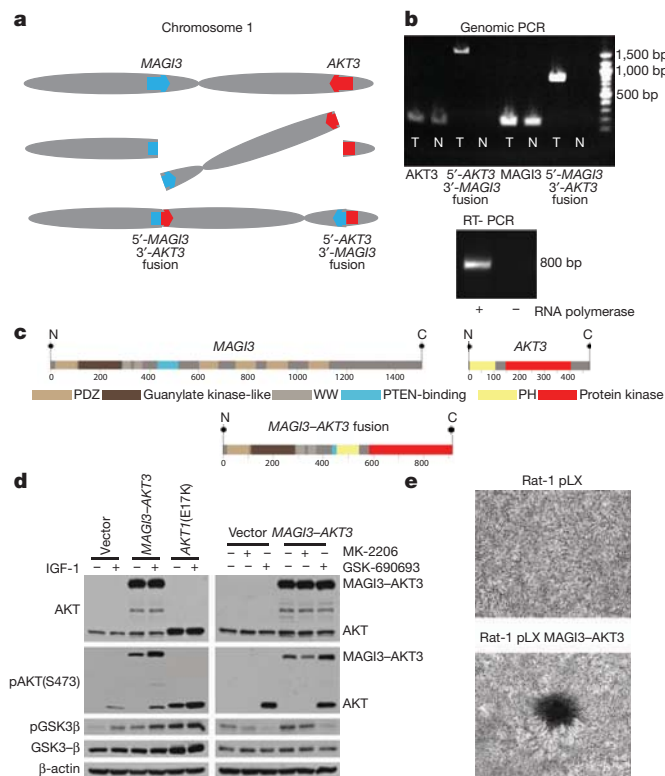 a
Chromosome 1
MAGI3
AKT3
5′-MAGI3
3′-AKT3
fusion
5′-AKT3
3′-MAGI3
fusion
b
Genomic PCR
1,500 bp
1,000 bp
500 bp
T N T N T N T N
AKT3 5′-AKT3 MAGI3 5′-MAGI3
3′-MAGI3 3′-AKT3
fusion fusion
RT- PCR
800 bp
+ –
RNA polymerase
c
N MAGI3 C
0 200 400 600 800 1000 1200 1400
N AKT3 C
0 100 200 300 400
PDZ Guanylate kinase-like WW PTEN-binding PH Protein kinase
N MAGI3–AKT3 fusion C
0 200 400 600 800
d
Vector
MAGI3–AKT3
AKT1(E17K)
Vector MAGI3–AKT3
MK-2206
GSK-690693
IGF-1
– + – + – +
– + – – + –
– – + – – +
AKT
MAGI3–AKT3
AKT
pAKT(S473)
MAGI3–AKT3
AKT
pGSK3β
GSK3–β
β-actin
e
Rat-1 pLX
Rat-1 pLX MAGI3–AKT3